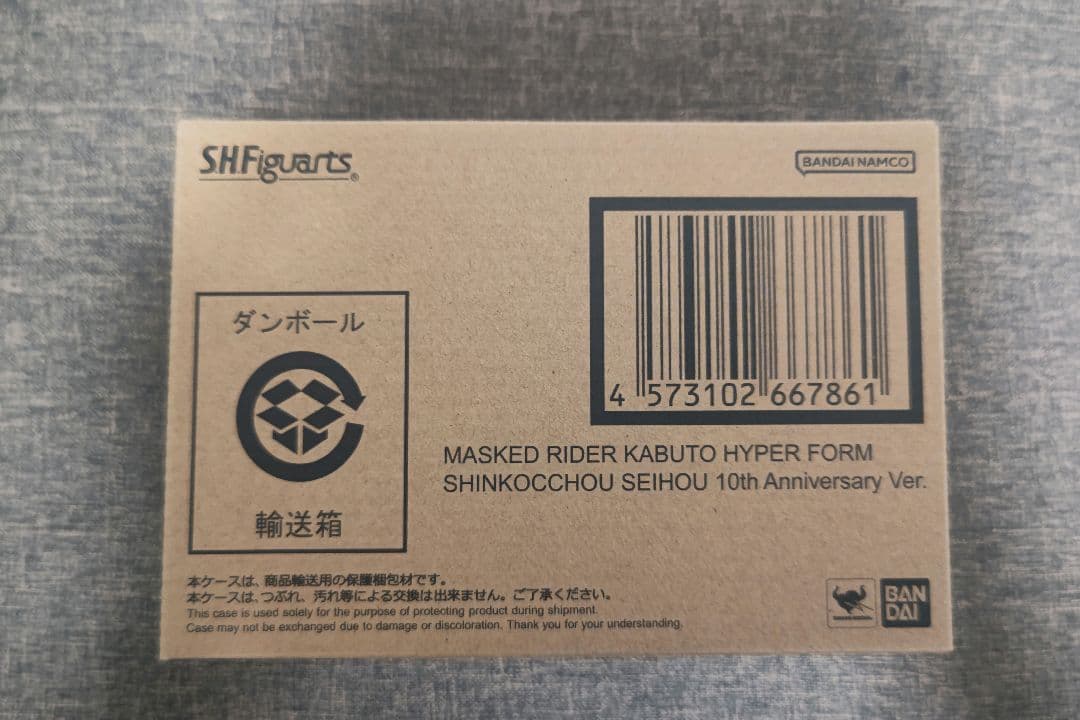 S.H.Figuarts®
BANDAI NAMCO
4 573102 667861
ダンボール
輸送箱
MASKED RIDER KABUTO HYPER FORM
SHINKOCCHOU SEIHOU 10th Anniversary Ver.
本ケースは、商品輸送用の保護梱包材です。
本ケースは、つぶれ、汚れ等による交換は出来ません。ご了承ください。
This case is used solely for the purpose of protecting product during shipment.
Case may not be exchanged due to damage or discoloration. Thank you for your understanding.
BAN
DAI